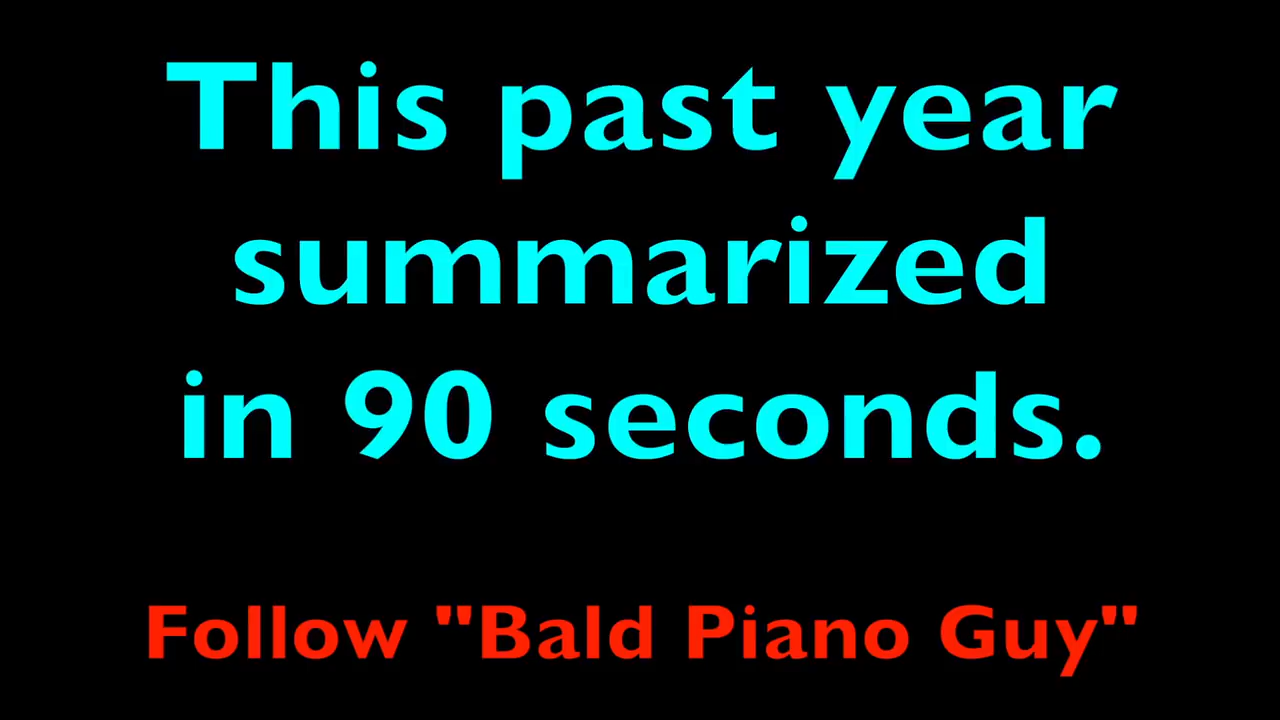 This past year
summarized
in 90 seconds.
Follow "Bald Piano Guy"